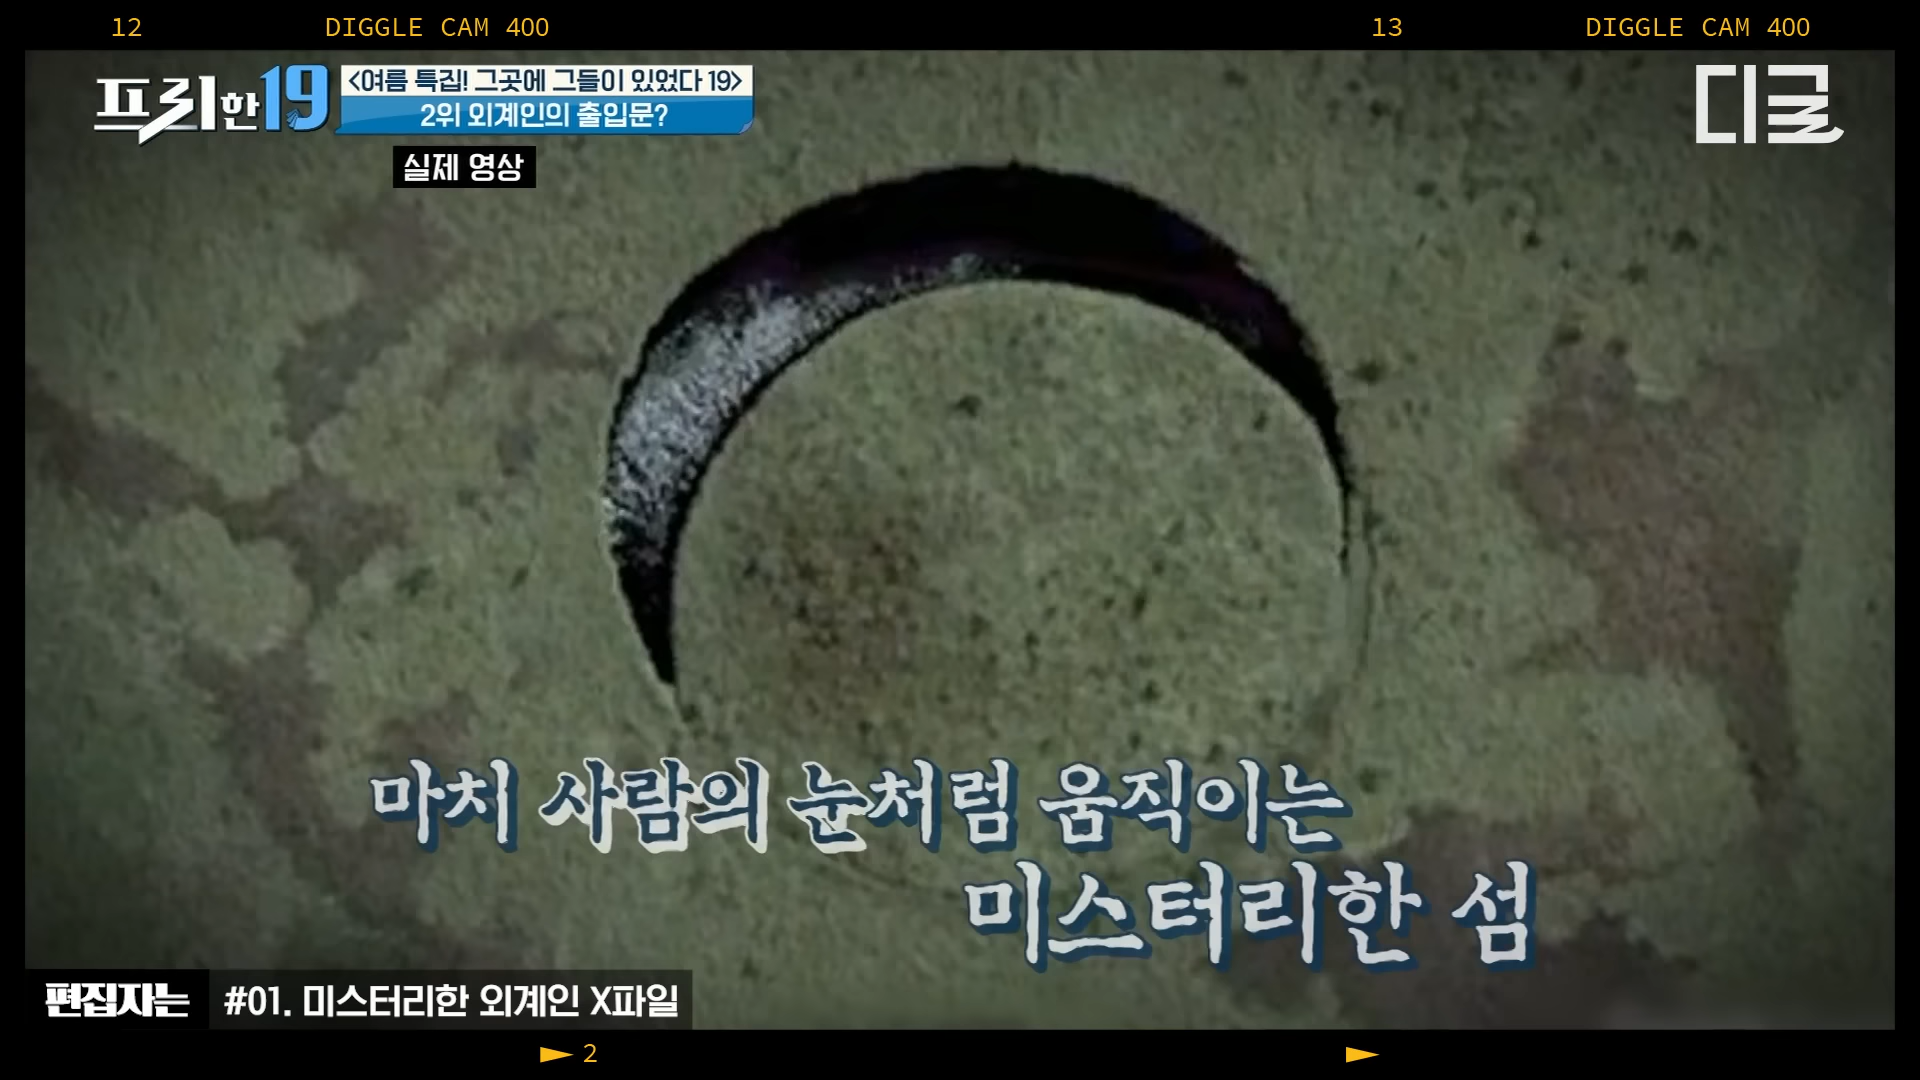 12 DIGGLE CAM 400 13 DIGGLE CAM 400
프리한19
<여름 특집! 그곳에 그들이 있었다 19>
2위 외계인의 출입문?
실제 영상
디글
마치 사람의 눈처럼 움직이는
미스터리한 섬
편집자는 #01. 미스터리한 외계인 X파일
2